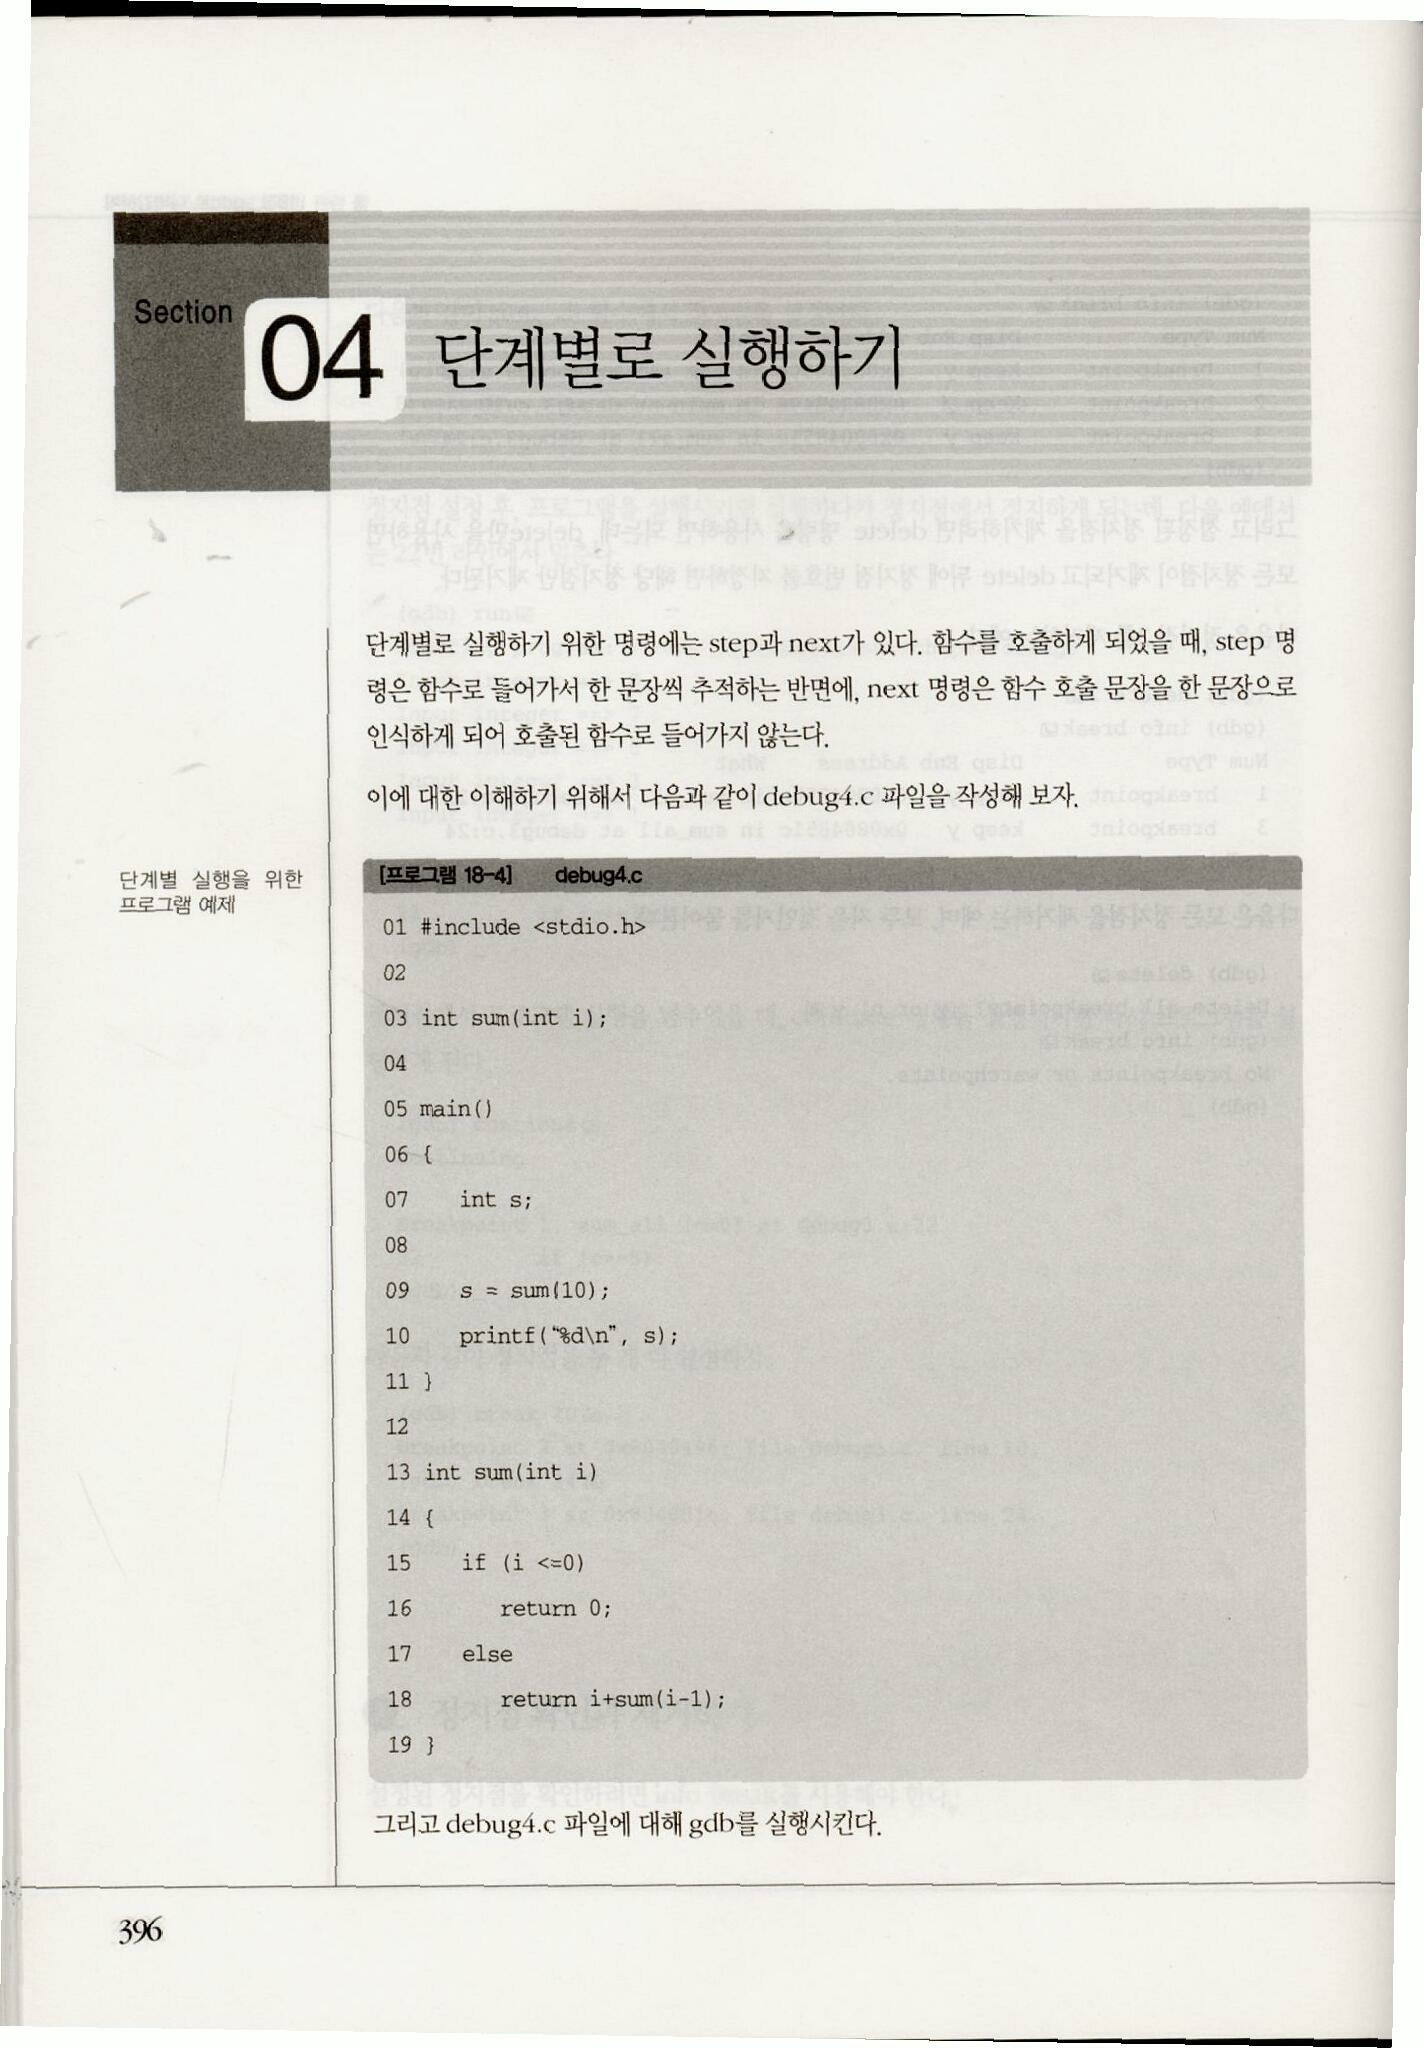 Section
04 단계별로 실행하기
단계별로 실행하기 위한 명령에는 step과 next가 있다. 함수를 호출하게 되었을 때, step 명
령은 함수로 들어가서 한 문장씩 추적하는 반면에, next 명령은 함수 호출 문장을 한 문장으로
인식하게 되어 호출된 함수로 들어가지 않는다.
이에 대한 이해하기 위해서 다음과 같이 debug4.c 파일을 작성해 보자.
단계별 실행을 위한
프로그램 예제
[프로그램 18-4] debug4.c
01 #include <stdio.h>
02
03 int sum(int i);
04
05 main()
06 {
07    int s;
08
09    s = sum(10);
10    printf("%d\n", s);
11 }
12
13 int sum(int i)
14 {
15    if (i <=0)
16       return 0;
17    else
18       return i+sum(i-1);
19 }
그리고 debug4.c 파일에 대해 gdb를 실행시킨다.
396